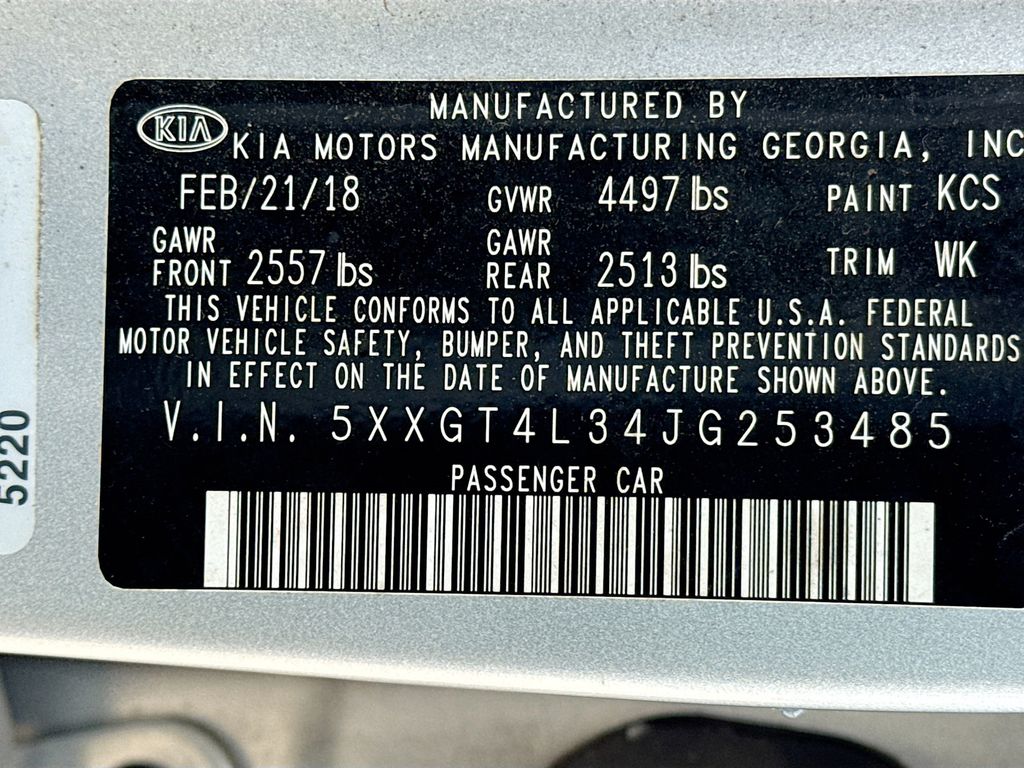 MANUFACTURED BY
KIA KIA MOTORS MANUFACTURING GEORGIA, INC
FEB/21/18 GVWR 4497 lbs PAINT KCS
GAWR FRONT 2557 lbs GAWR REAR 2513 lbs TRIM WK
THIS VEHICLE CONFORMS TO ALL APPLICABLE U.S.A. FEDERAL
MOTOR VEHICLE SAFETY, BUMPER, AND THEFT PREVENTION STANDARDS
IN EFFECT ON THE DATE OF MANUFACTURE SHOWN ABOVE.
V.I.N. 5XXGT4L34JG253485
PASSENGER CAR
5220